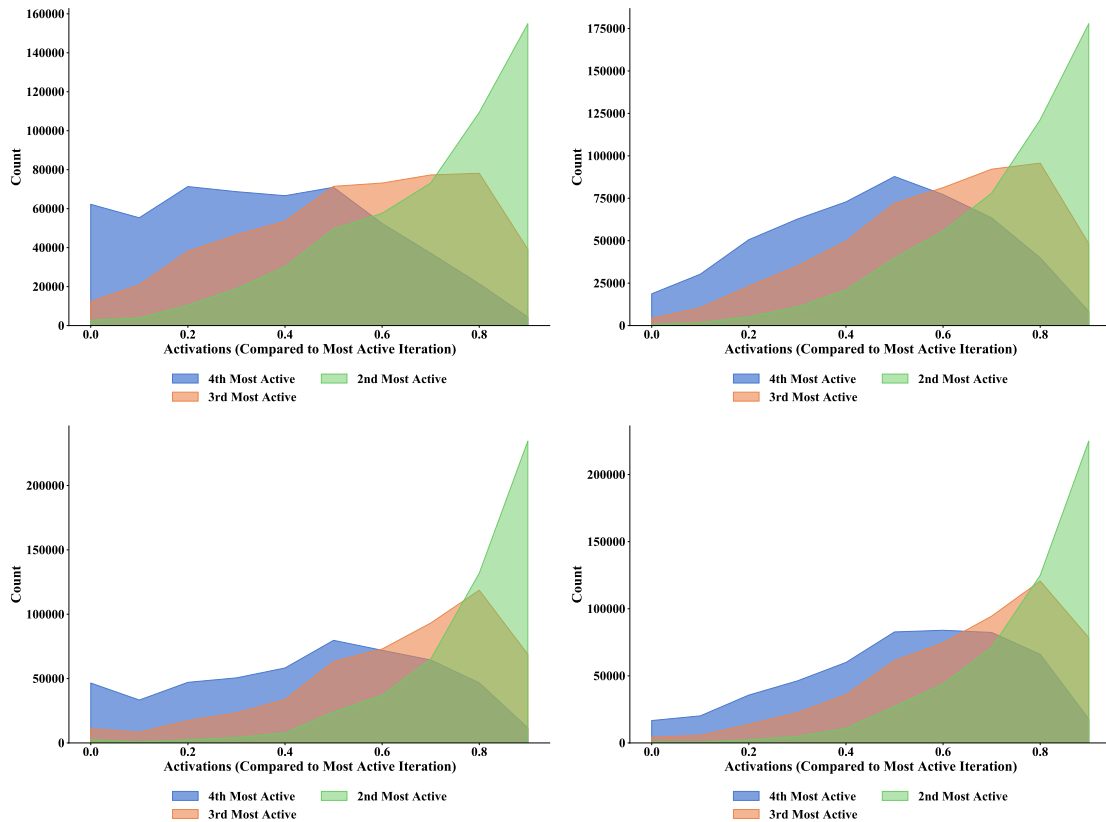 160000
140000
120000
100000
80000
60000
40000
20000
0
Count
0.0 0.2 0.4 0.6 0.8
Activations (Compared to Most Active Iteration)
4th Most Active 2nd Most Active
3rd Most Active
175000
150000
125000
100000
75000
50000
25000
0
Count
0.0 0.2 0.4 0.6 0.8
Activations (Compared to Most Active Iteration)
4th Most Active 2nd Most Active
3rd Most Active
200000
150000
100000
50000
0
Count
0.0 0.2 0.4 0.6 0.8
Activations (Compared to Most Active Iteration)
4th Most Active 2nd Most Active
3rd Most Active
200000
150000
100000
50000
0
Count
0.0 0.2 0.4 0.6 0.8
Activations (Compared to Most Active Iteration)
4th Most Active 2nd Most Active
3rd Most Active